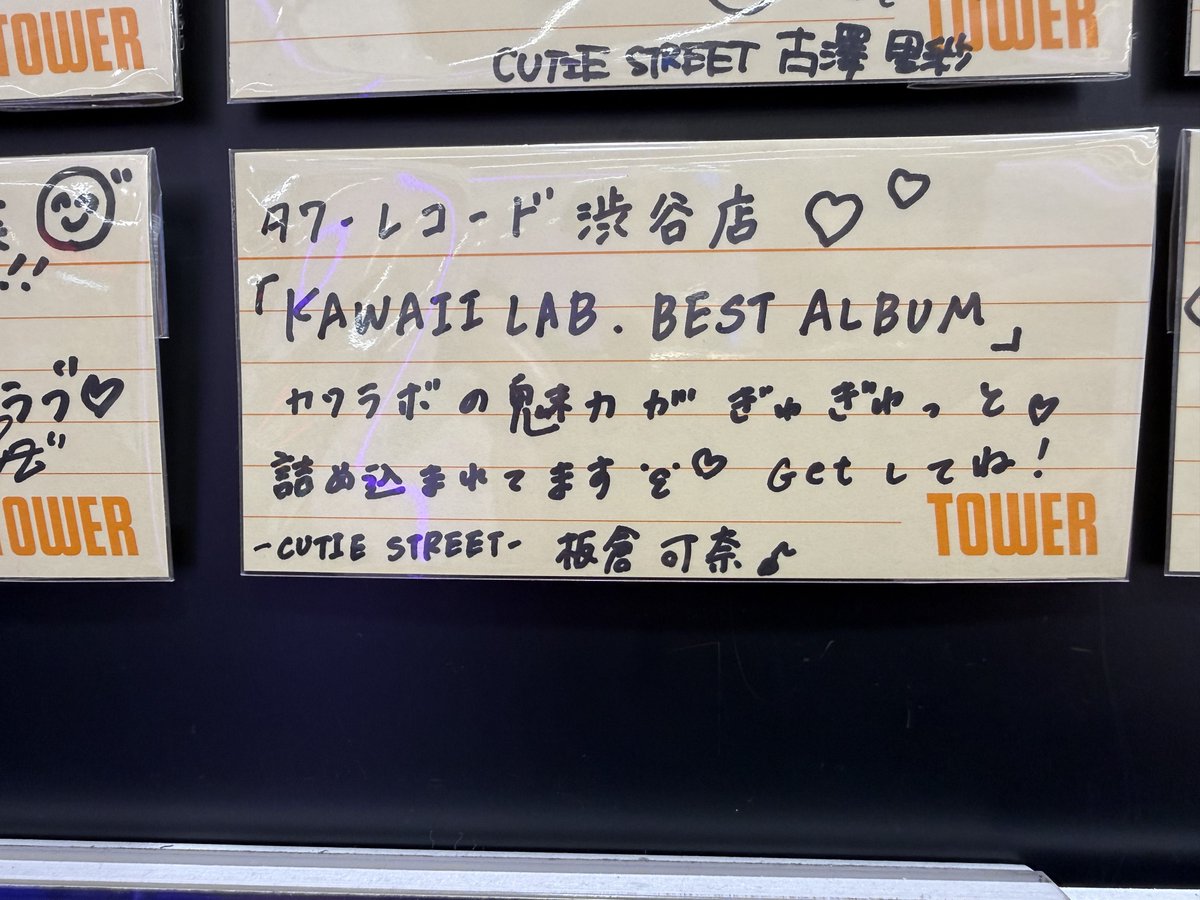 TOWER
TOWER
CUTIE STREET 古澤 里紗
!!
ラブ♡
TOWER
タワーレコード 渋谷店 ♡♡
「KAWAII LAB. BEST ALBUM」
カワラボの魅力がぎゅぎゅっと♡
詰め込まれてます♡ Getしてね!
-CUTIE STREET- 板倉 可奈♪
TOWER